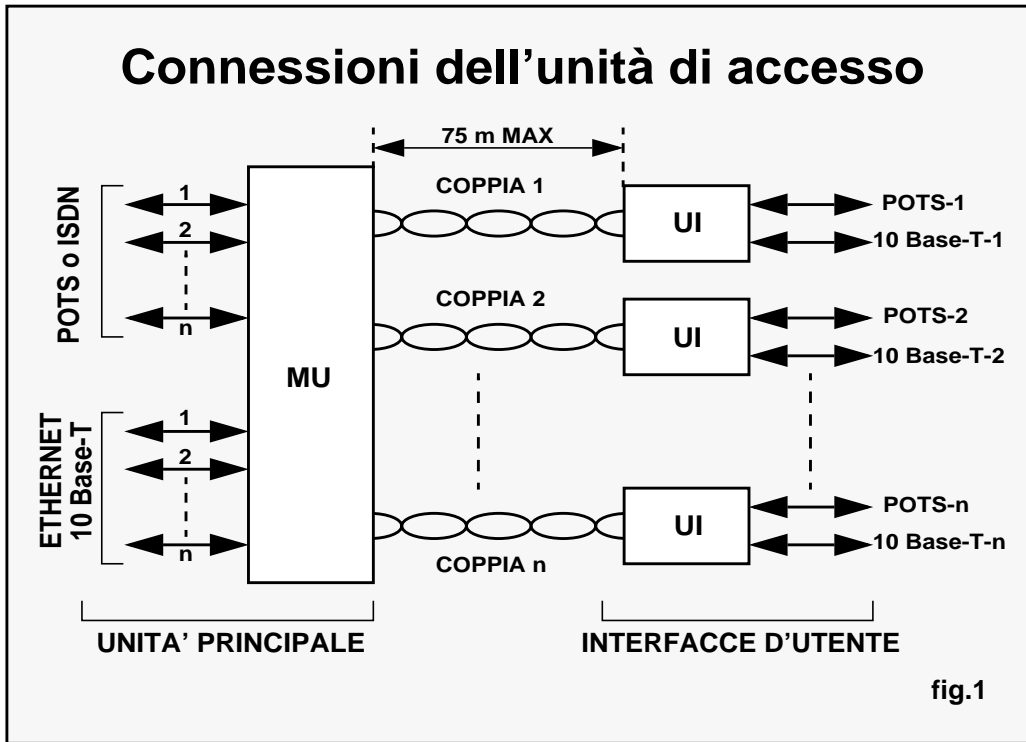 Connessioni dell’unità di accesso
75 m MAX
POTS o ISDN
1
2
n
ETHERNET
10 Base-T
1
2
n
MU
COPPIA 1
COPPIA 2
COPPIA n
UI
POTS-1
10 Base-T-1
UI
POTS-2
10 Base-T-2
UI
POTS-n
10 Base-T-n
UNITA’ PRINCIPALE
INTERFACCE D’UTENTE
fig.1